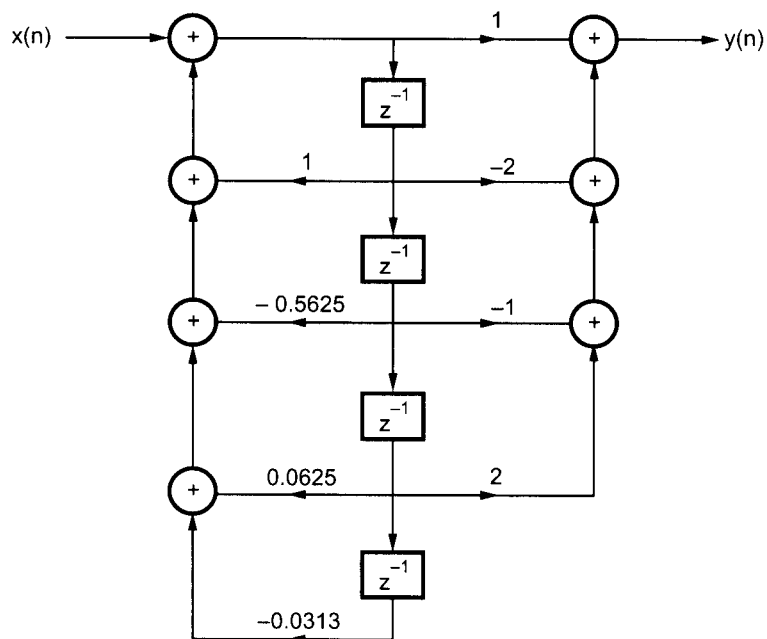 x(n) + 1 + y(n)
z⁻¹
+ 1 –2 +
z⁻¹
+ – 0.5625 –1 +
z⁻¹
+ 0.0625 2
z⁻¹
–0.0313